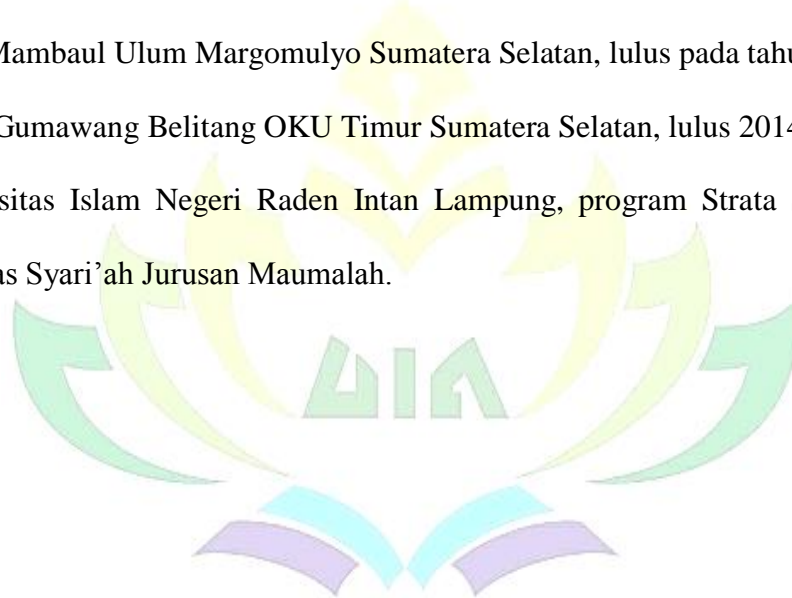 Mambaul Ulum Margomulyo Sumatera Selatan, lulus pada tahu
Gumawang Belitang OKU Timur Sumatera Selatan, lulus 2014
sitas Islam Negeri Raden Intan Lampung, program Strata
as Syari’ah Jurusan Maumalah.
UIN